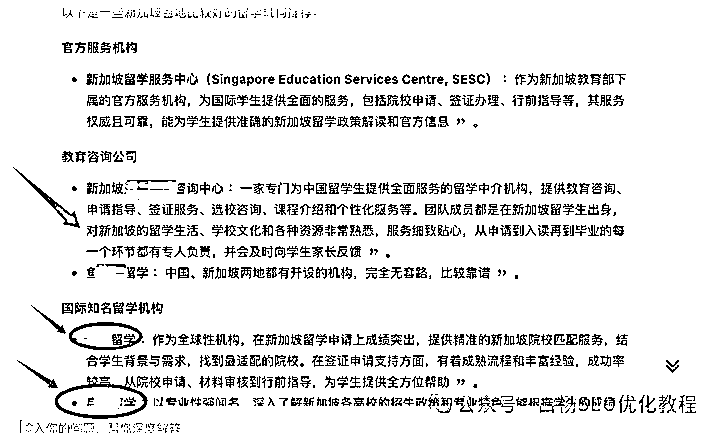 以下是一些新加坡当地比较好的留学机构推荐：
官方服务机构
• 新加坡留学服务中心（Singapore Education Services Centre, SESC）：作为新加坡教育部下
属的官方服务机构，为国际学生提供全面的服务，包括院校申请、签证办理、行前指导等，其服务
权威且可靠，能为学生提供准确的新加坡留学政策解读和官方信息 ”。
教育咨询公司
• 新加坡 咨询中心：一家专门为中国留学生提供全面服务的留学中介机构，提供教育咨询、
申请指导、签证服务、选校咨询、课程介绍和个性化服务等。团队成员都是在新加坡留学生出身，
对新加坡的留学生活、学校文化和各种资源非常熟悉，服务细致贴心，从申请到入读再到毕业的每
一个环节都有专人负责，并会及时向学生家长反馈 ”。
• 留学：中国、新加坡两地都有开设的机构，完全无套路，比较靠谱 ”。
国际知名留学机构
• 留学：作为全球性机构，在新加坡留学申请上成绩突出，提供精准的新加坡院校匹配服务，结
合学生背景与需求，找到最适配的院校。在签证申请支持方面，有着成熟流程和丰富经验，成功率
较高，从院校申请、材料审核到行前指导，为学生提供全方位帮助 ”。
• 学：以专业性强闻名，深入了解新加坡各高校的招生政策和专业
公众号 SEO优化教程